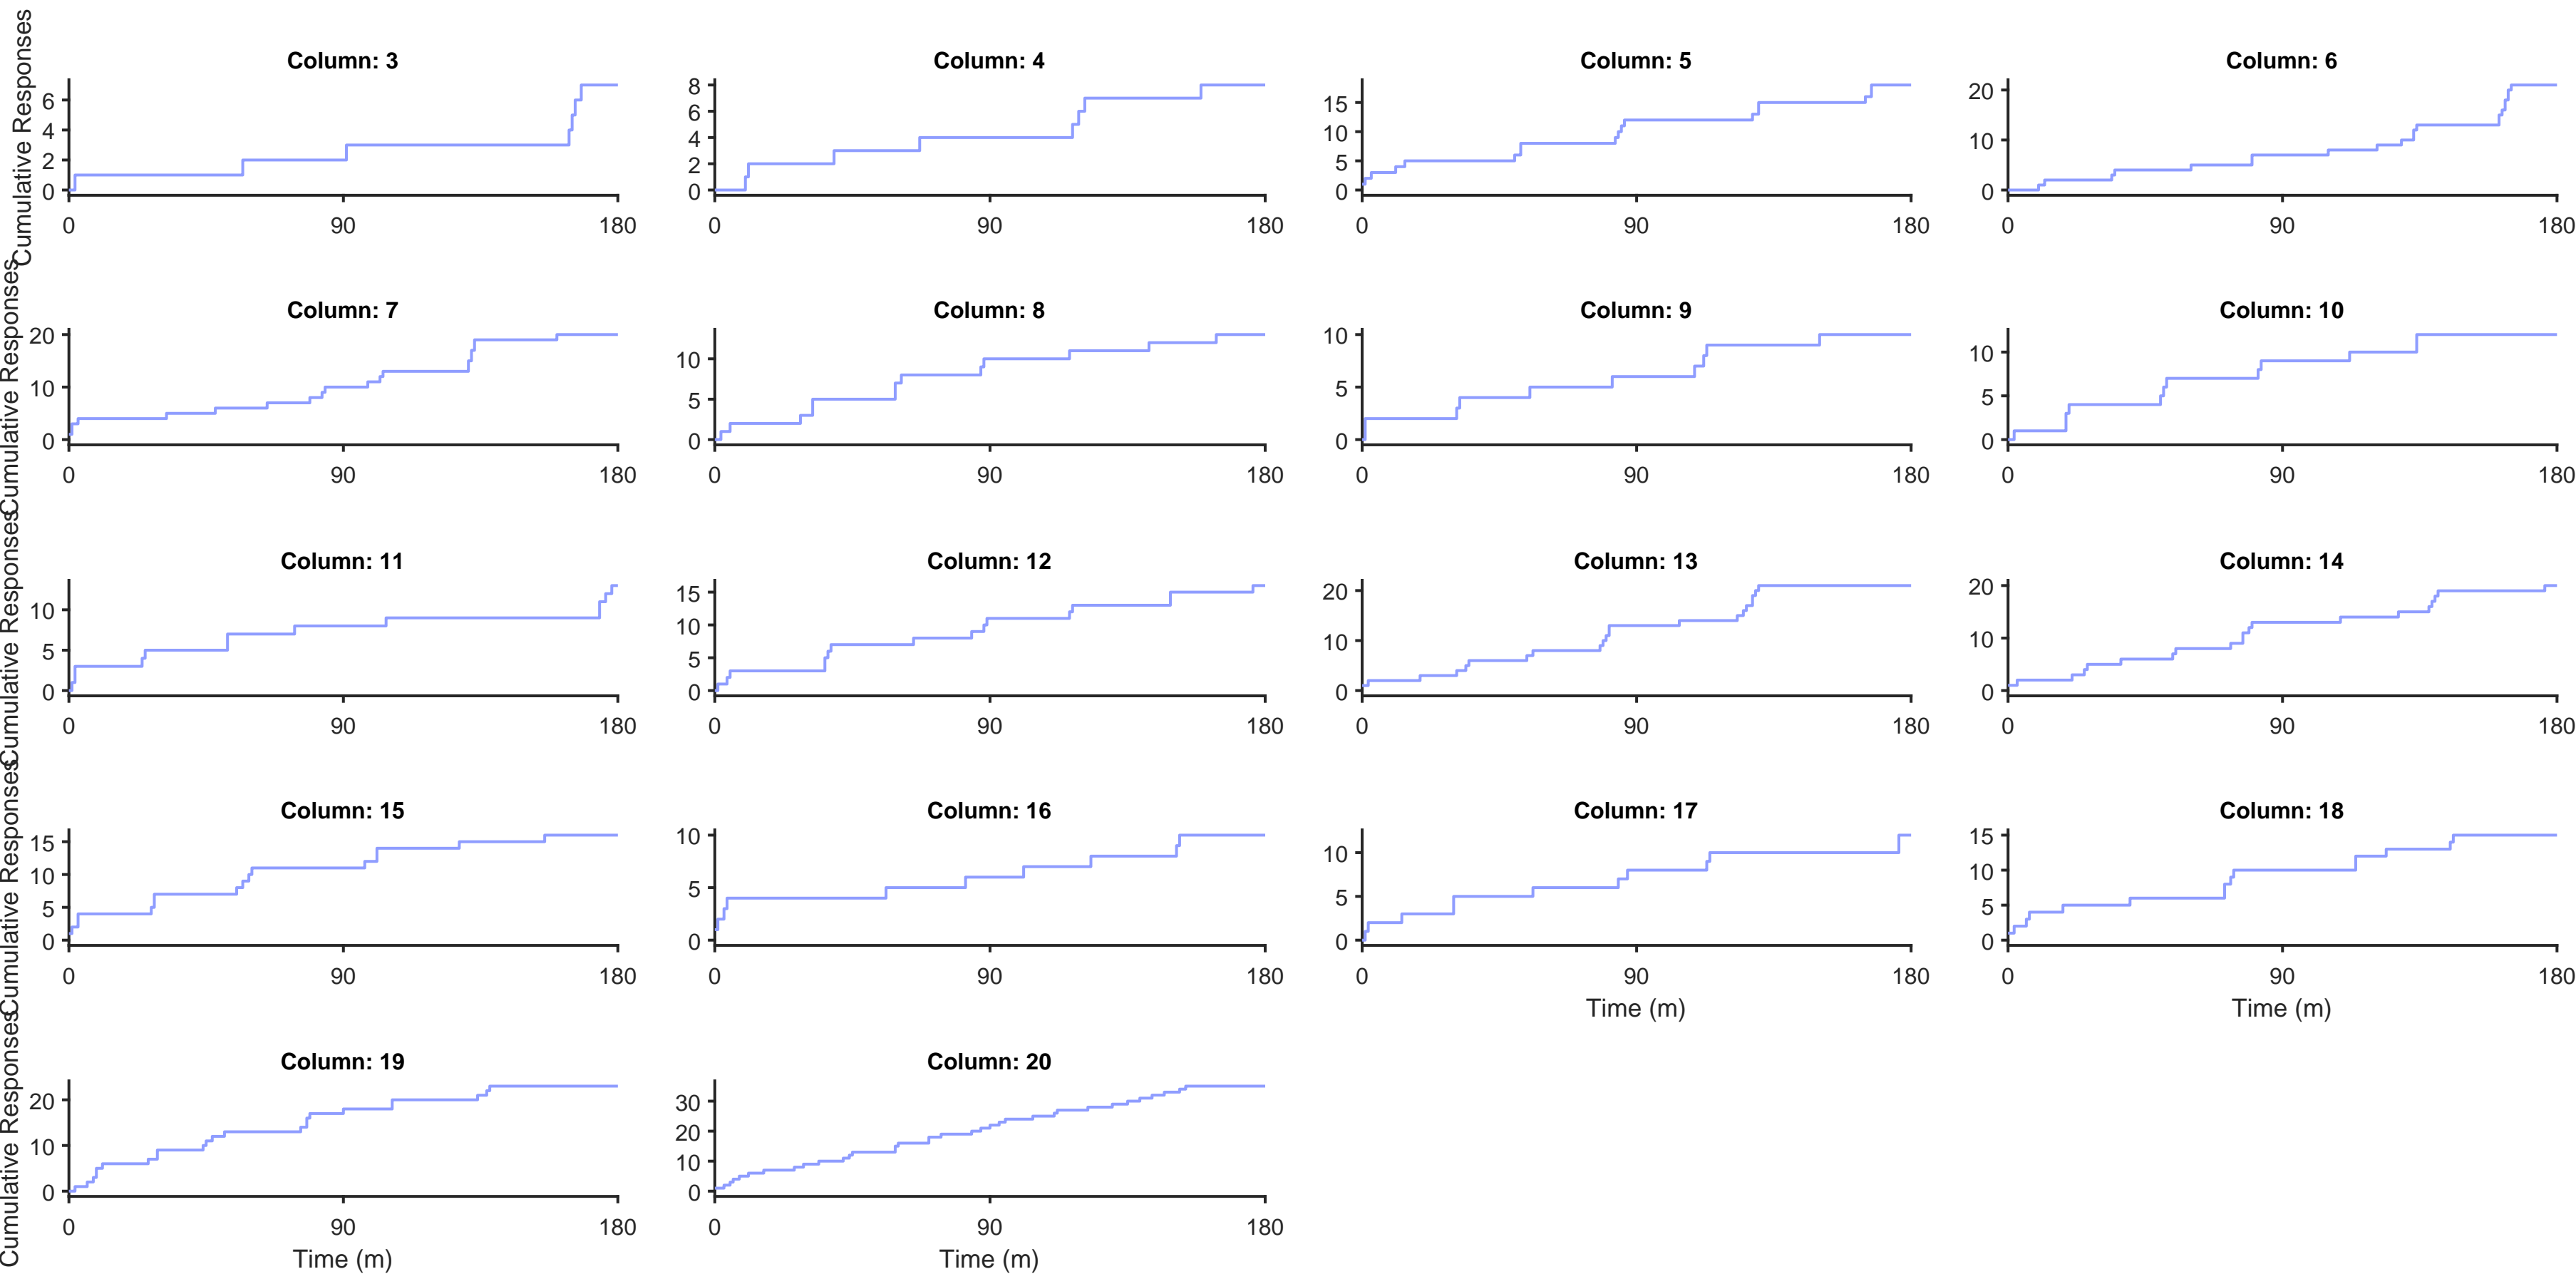 Cumulative Responses
Column: 3
6
4
2
0
0 90 180
Column: 4
8
6
4
2
0
0 90 180
Column: 5
15
10
5
0
0 90 180
Column: 6
20
10
0
0 90 180
Cumulative Responses
Column: 7
20
10
0
0 90 180
Column: 8
10
5
0
0 90 180
Column: 9
10
5
0
0 90 180
Column: 10
10
5
0
0 90 180
Cumulative Responses
Column: 11
10
5
0
0 90 180
Column: 12
15
10
5
0
0 90 180
Column: 13
20
10
0
0 90 180
Column: 14
20
10
0
0 90 180
Cumulative Responses
Column: 15
15
10
5
0
0 90 180
Column: 16
10
5
0
0 90 180
Column: 17
10
5
0
0 90 180
Time (m)
Column: 18
15
10
5
0
0 90 180
Time (m)
Cumulative Responses
Column: 19
20
10
0
0 90 180
Time (m)
Column: 20
30
20
10
0
0 90 180
Time (m)